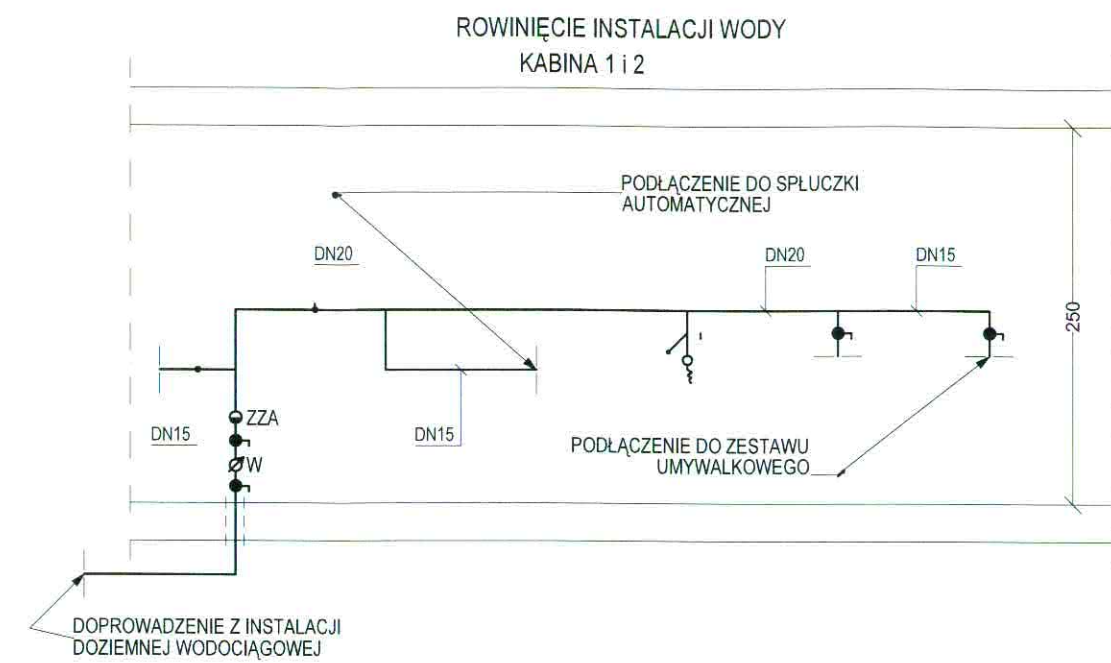 ROWINIĘCIE INSTALACJI WODY
KABINA 1 i 2
PODŁĄCZENIE DO SPŁUCZKI
AUTOMATYCZNEJ
DN20
DN20
DN15
250
ZZA
DN15
DN15
W
PODŁĄCZENIE DO ZESTAWU
UMYWALKOWEGO
DOPROWADZENIE Z INSTALACJI
DOZIEMNEJ WODOCIĄGOWEJ